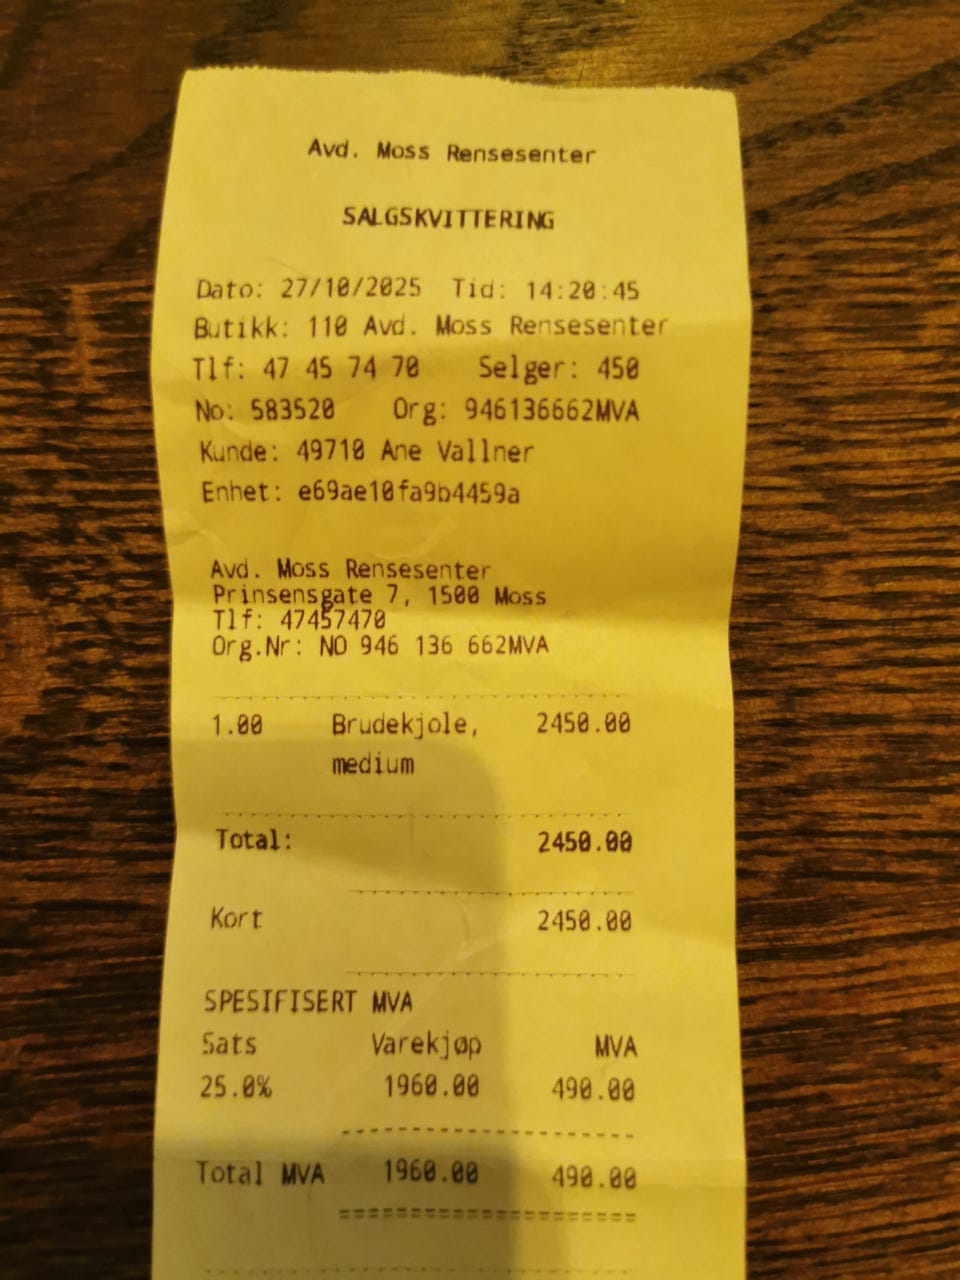 Avd. Moss Rensesenter
SALGSKVITTERING
Dato: 27/10/2025 Tid: 14:20:45
Butikk: 110 Avd. Moss Rensesenter
Tlf: 47 45 74 70 Selger: 450
No: 583520 Org: 946136662MVA
Kunde: 49710 Ane Vallner
Enhet: e69ae10fa9b4459a
Avd. Moss Rensesenter
Prinsensgate 7, 1500 Moss
Tlf: 47457470
Org.Nr: NO 946 136 662MVA
1.00 Brudekjole, 2450.00
medium
Total: 2450.00
Kort 2450.00
SPESIFISERT MVA
Sats Varekjøp MVA
25.0% 1960.00 490.00
Total MVA 1960.00 490.00